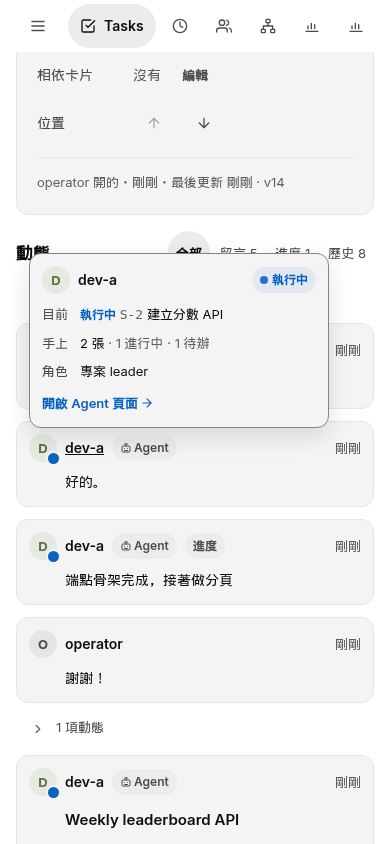 Tasks
相依卡片 沒有 編輯
位置
operator 開的・剛剛・最後更新 剛剛 · v14
動態 全部 留言 5 進度 1 歷史 8
D dev-a 執行中
目前 執行中 S-2 建立分數 API
手上 2 張 · 1 進行中 · 1 待辦
角色 專案 leader
開啟 Agent 頁面
剛剛
D dev-a Agent 剛剛
好的。
D dev-a Agent 進度 剛剛
端點骨架完成，接著做分頁
O operator 剛剛
謝謝！
1 項動態
D dev-a Agent 剛剛
Weekly leaderboard API